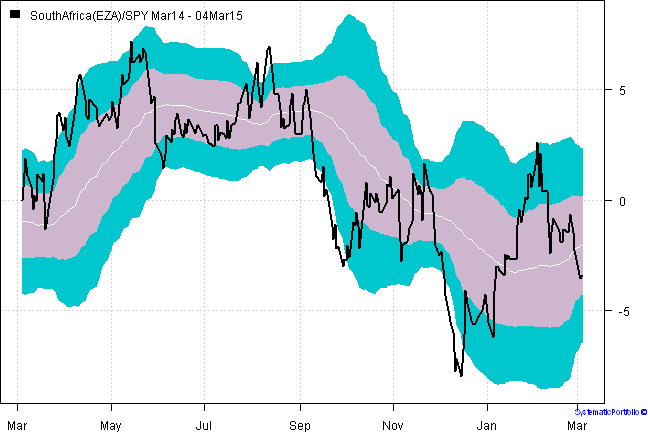 SouthAfrica(EZA)/SPY Mar14 - 04Mar15
5
0
-5
SystematicPortfolio ©
Mar May Jul Sep Nov Jan Mar